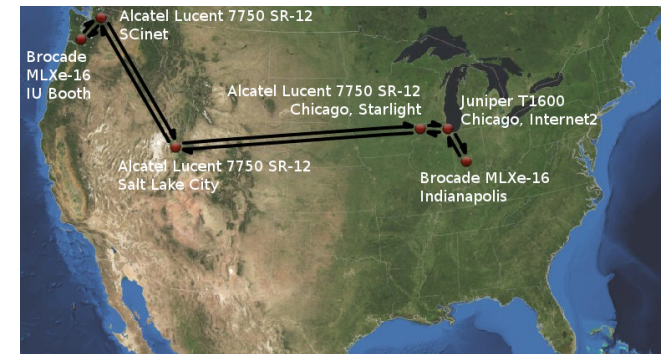 Alcatel Lucent 7750 SR-12
SCinet
Brocade
MLXe-16
IU Booth
Alcatel Lucent 7750 SR-12
Chicago, Starlight
Juniper T1600
Chicago, Internet2
Alcatel Lucent 7750 SR-12
Salt Lake City
Brocade MLXe-16
Indianapolis